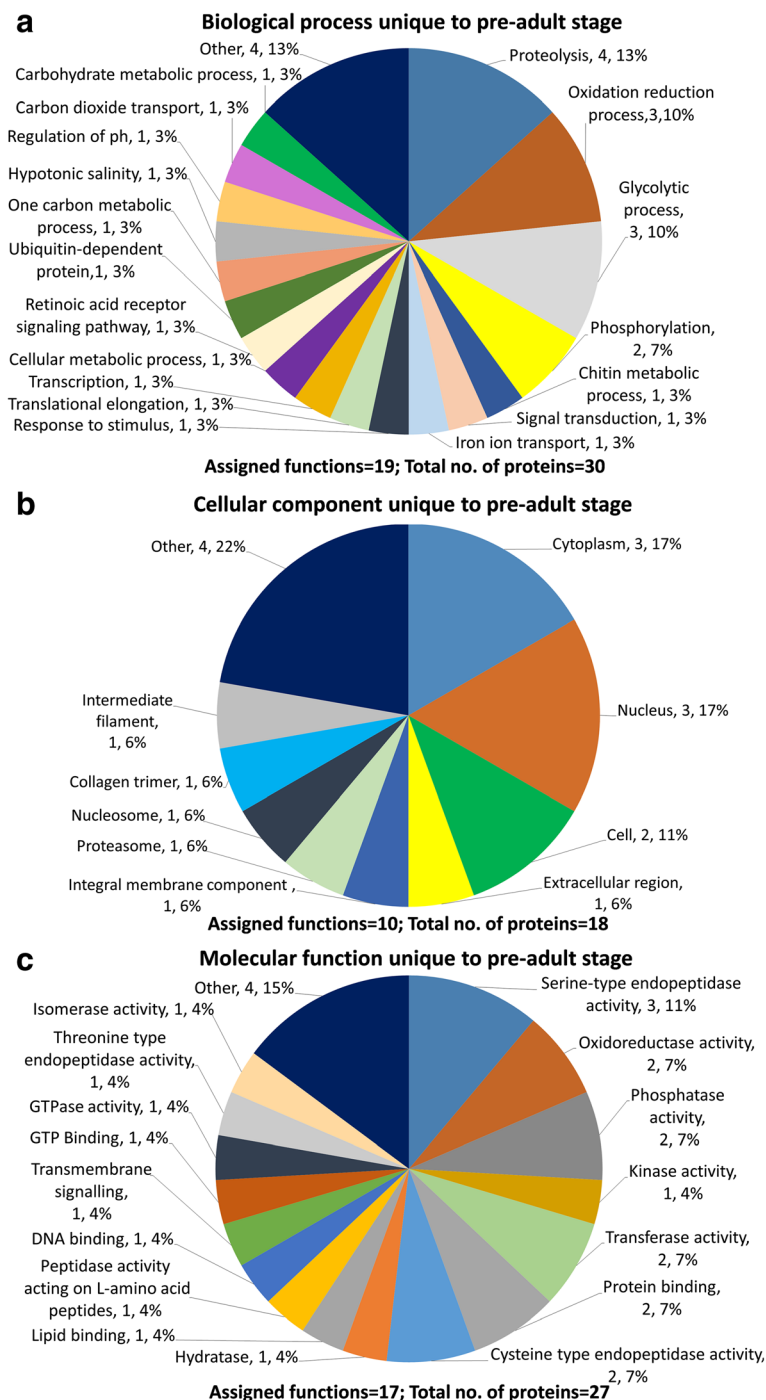 a
Biological process unique to pre-adult stage
Other, 4, 13%
Proteolysis, 4, 13%
Carbohydrate metabolic process, 1, 3%
Oxidation reduction
process,3,10%
Carbon dioxide transport, 1, 3%
Regulation of ph, 1, 3%
Hypotonic salinity, 1, 3%
Glycolytic
process,
3, 10%
One carbon metabolic
process, 1, 3%
Ubiquitin-dependent
protein,1, 3%
Retinoic acid receptor
signaling pathway, 1, 3%
Phosphorylation,
2, 7%
Cellular metabolic process, 1, 3%
Chitin metabolic
process, 1, 3%
Transcription, 1, 3%
Translational elongation, 1, 3%
Response to stimulus, 1, 3%
Signal transduction, 1, 3%
Iron ion transport, 1, 3%
Assigned functions=19; Total no. of proteins=30
b
Cellular component unique to pre-adult stage
Other, 4, 22%
Cytoplasm, 3, 17%
Intermediate
filament,
1, 6%
Nucleus, 3, 17%
Collagen trimer, 1, 6%
Nucleosome, 1, 6%
Proteasome, 1, 6%
Cell, 2, 11%
Integral membrane component ,
1, 6%
Extracellular region,
1, 6%
Assigned functions=10; Total no. of proteins=18
c
Molecular function unique to pre-adult stage
Other, 4, 15%
Serine-type endopeptidase
activity, 3, 11%
Isomerase activity, 1, 4%
Threonine type
endopeptidase activity,
1, 4%
Oxidoreductase activity,
2, 7%
GTPase activity, 1, 4%
Phosphatase
activity,
2, 7%
GTP Binding, 1, 4%
Transmembrane
signalling,
1, 4%
Kinase activity,
1, 4%
DNA binding, 1, 4%
Transferase activity,
2, 7%
Peptidase activity
acting on L-amino acid
peptides, 1, 4%
Protein binding,
2, 7%
Lipid binding, 1, 4%
Hydratase, 1, 4%
Cysteine type endopeptidase activity,
2, 7%
Assigned functions=17; Total no. of proteins=27